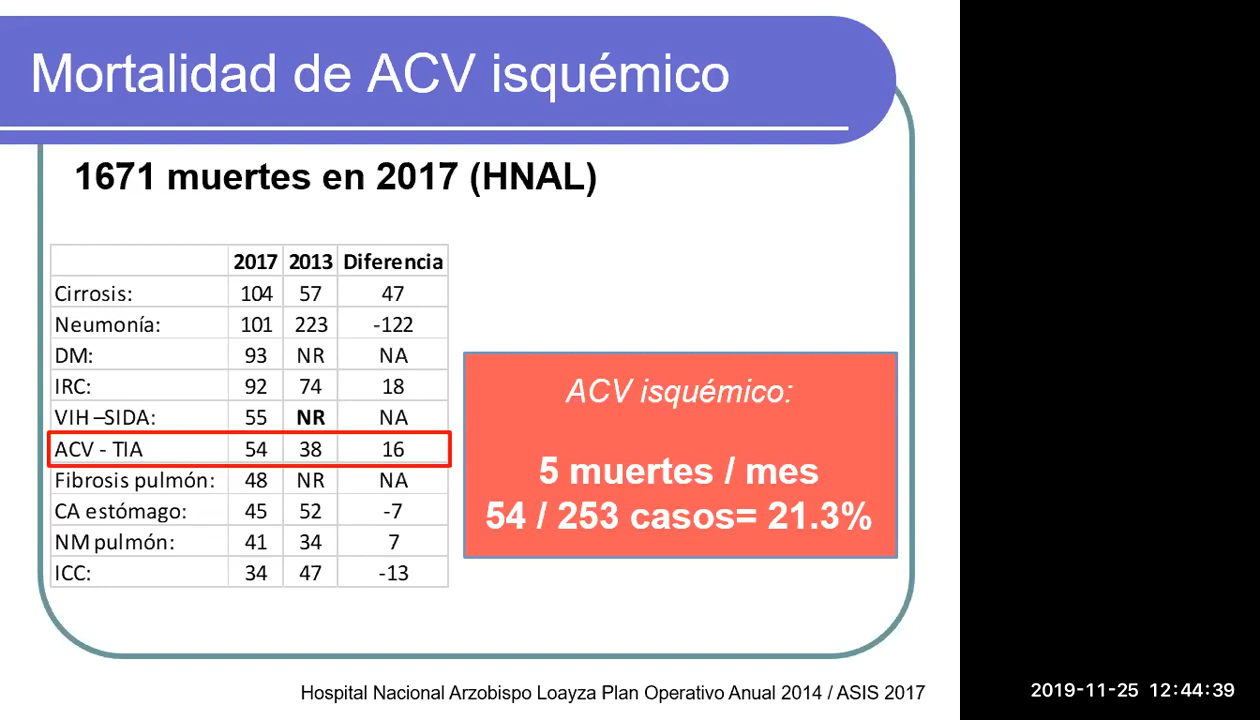 Mortalidad de ACV isquémico
1671 muertes en 2017 (HNAL)
2017 2013 Diferencia
Cirrosis: 104 57 47
Neumonía: 101 223 -122
DM: 93 NR NA
IRC: 92 74 18
VIH –SIDA: 55 NR NA
ACV - TIA 54 38 16
Fibrosis pulmón: 48 NR NA
CA estómago: 45 52 -7
NM pulmón: 41 34 7
ICC: 34 47 -13
ACV isquémico:
5 muertes / mes
54 / 253 casos= 21.3%
Hospital Nacional Arzobispo Loayza Plan Operativo Anual 2014 / ASIS 2017
2019-11-25 12:44:39